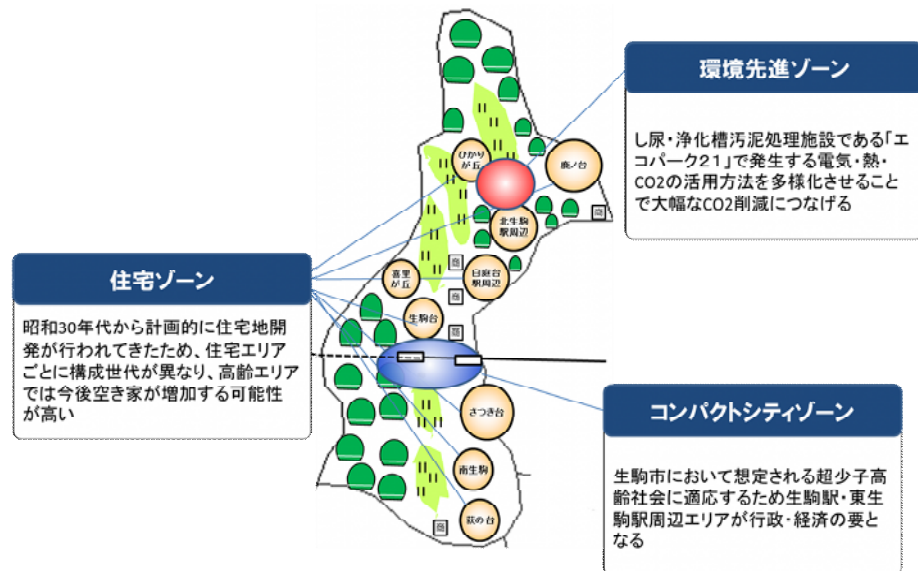 環境先進ゾーン
し尿・浄化槽汚泥処理施設である「エ
コパーク21」で発生する電気・熱・
CO2の活用方法を多様化させること
で大幅なCO2削減につなげる
ひかり
が丘
鹿ノ台
北生駒
駅周辺
商
住宅ゾーン
昭和30年代から計画的に住宅地開
発が行われてきたため、住宅エリア
ごとに構成世代が異なり、高齢エリア
では今後空き家が増加する可能性
が高い
喜里
が丘
商
白庭台
駅周辺
商
生駒台
商
コンパクトシティゾーン
生駒市において想定される超少子高
齢社会に適応するため生駒駅・東生
駒駅周辺エリアが行政・経済の要と
なる
さつき台
南生駒
萩の台
商